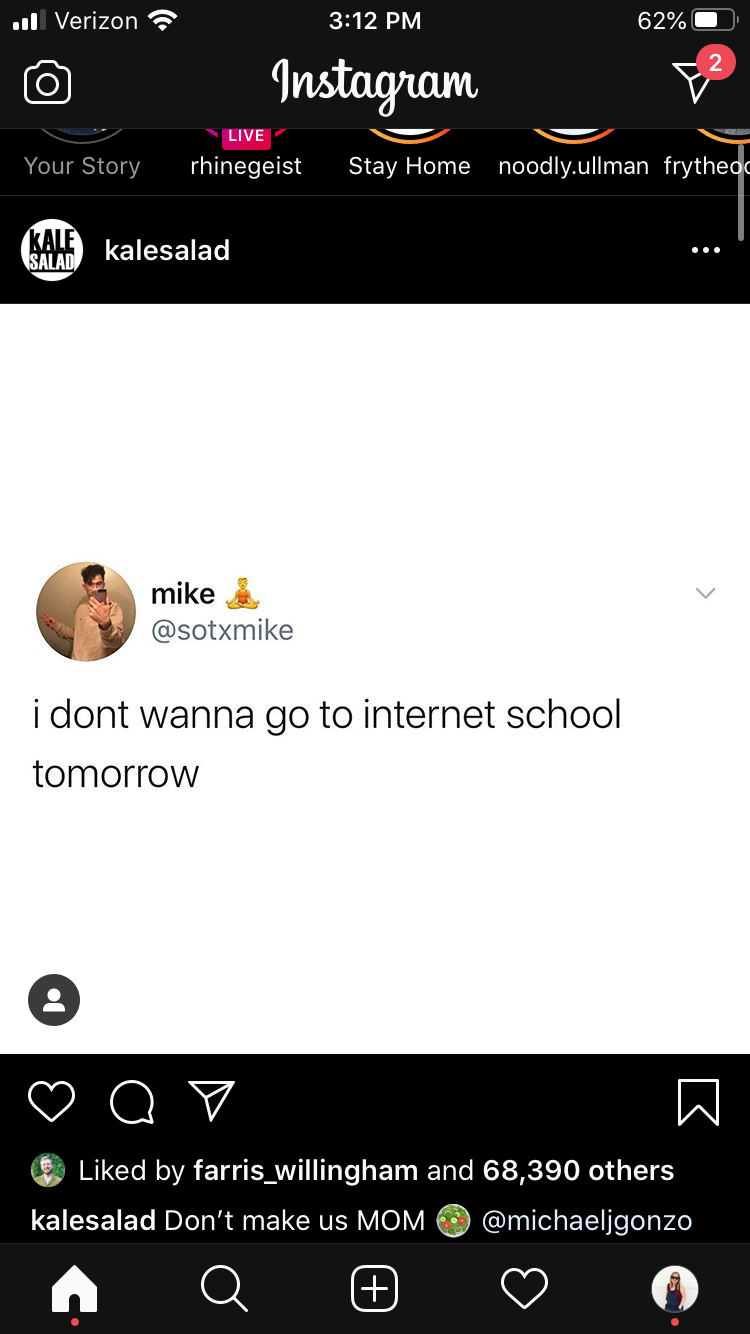 Verizon 3:12 PM 62%
Instagram 2
LIVE
Your Story rhinegeist Stay Home noodly.ullman frytheo
KALE
SALAD
kalesalad
mike 🧘
@sotxmike
i dont wanna go to internet school
tomorrow
Liked by farris_willingham and 68,390 others
kalesalad Don’t make us MOM 🥗 @michaeljgonzo